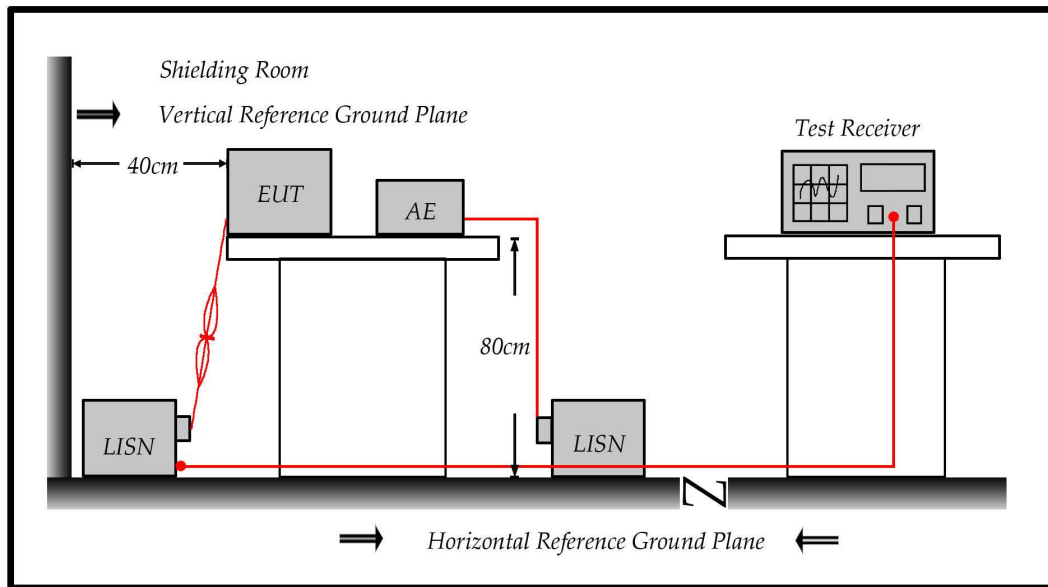 Shielding Room
Vertical Reference Ground Plane
40cm
EUT
AE
Test Receiver
80cm
LISN
LISN
Horizontal Reference Ground Plane